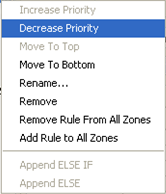 Increase Priority
Decrease Priority
Move To Top
Move To Bottom
Rename...
Remove
Remove Rule From All Zones
Add Rule to All Zones
Append ELSE IF
Append ELSE